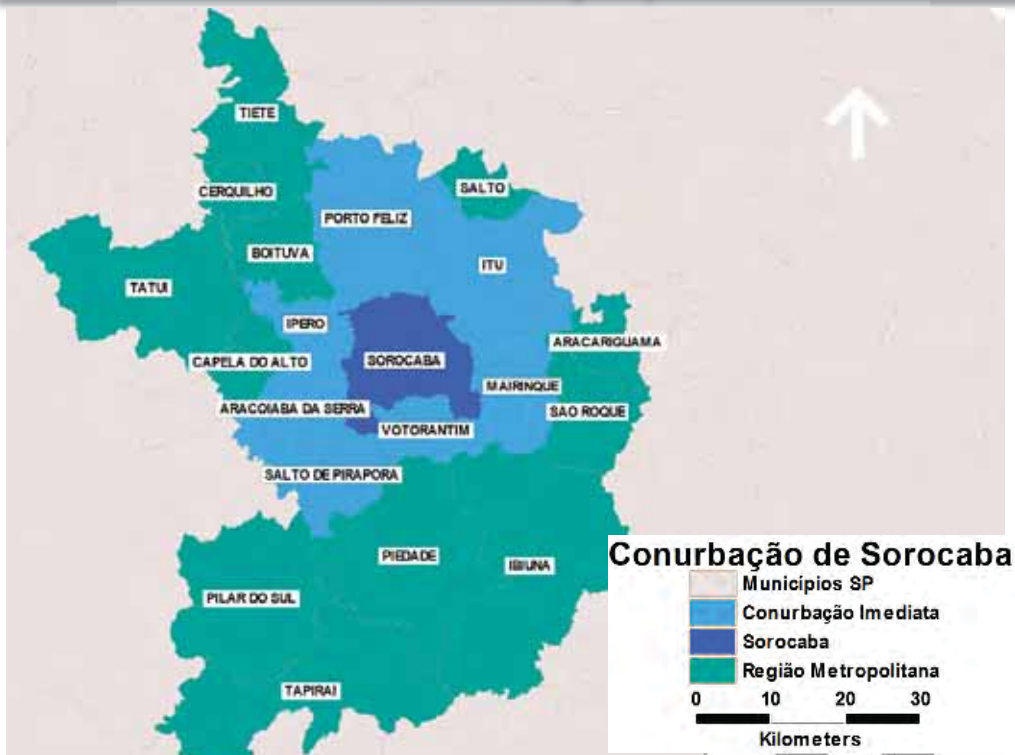 TIETE
CERQUILHO
SALTO
PORTO FELIZ
BOITUVA
ITU
TATUI
IPERO
ARACARIGUAMA
SOROCABA
CAPELA DO ALTO
MAIRINQUE
ARACOIABA DA SERRA
SAO ROQUE
VOTORANTIM
SALTO DE PIRAPORA
PIEDADE
IBIUNA
PILAR DO SUL
TAPIRAI
Conurbação de Sorocaba
Municípios SP
Conurbação Imediata
Sorocaba
Região Metropolitana
0 10 20 30
Kilometers